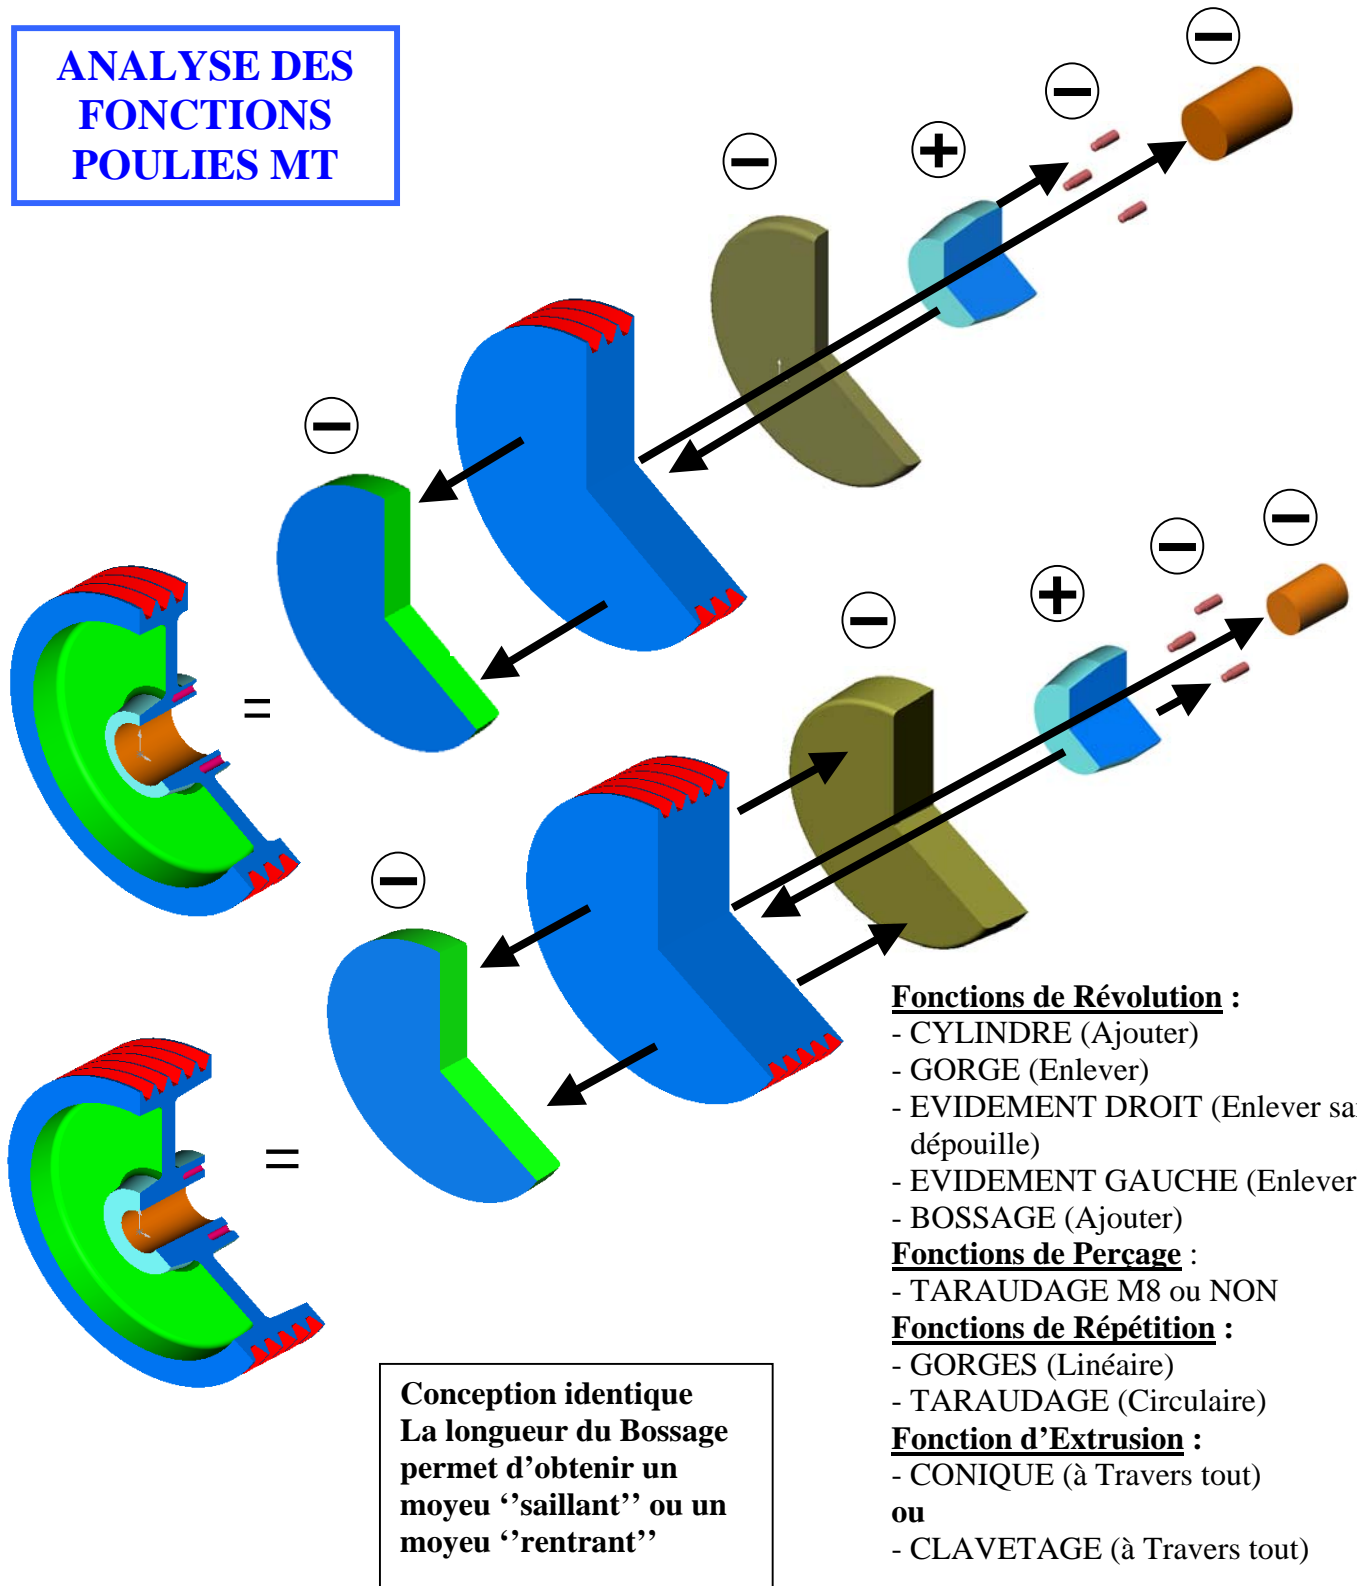 ANALYSE DES
FONCTIONS
POULIES MT
=
=
Fonctions de Révolution :
- CYLINDRE (Ajouter)
- GORGE (Enlever)
- EVIDEMENT DROIT (Enlever
dépouille)
- EVIDEMENT GAUCHE (Enlever
- BOSSAGE (Ajouter)
Fonctions de Perçage :
- TARAUDAGE M8 ou NON
Fonctions de Répétition :
- GORGES (Linéaire)
- TARAUDAGE (Circulaire)
Fonction d’Extrusion :
- CONIQUE (à Travers tout)
ou
- CLAVETAGE (à Travers tout)
Conception identique
La longueur du Bossage
permet d’obtenir un
moyeu ‘’saillant’’ ou un
moyeu ‘’rentrant’’